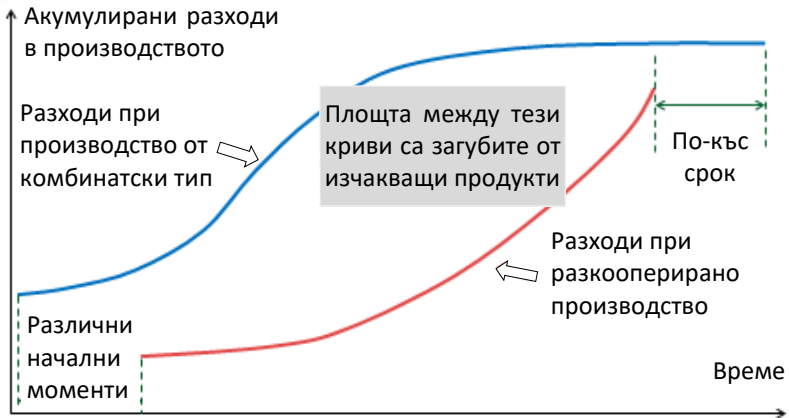 Акумулирани разходи
в производството
Разходи при
производство от
комбинатски тип
Площта между тези
криви са загубите от
изчакващи продукти
По-къс
срок
Разходи при
разкооперирано
производство
Различни
начални
моменти
Време